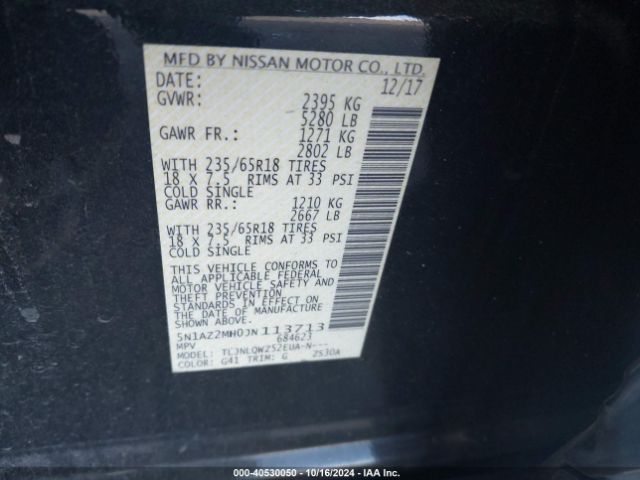 MFD BY NISSAN MOTOR CO., LTD.
DATE: 12/17
GVWR: 2395 KG
5280 LB
GAWR FR.: 1271 KG
2802 LB
WITH 235/65R18 TIRES
18 X 7.5 RIMS AT 33 PSI
COLD SINGLE
GAWR RR.: 1210 KG
2667 LB
WITH 235/65R18 TIRES
18 X 7.5 RIMS AT 33 PSI
COLD SINGLE
THIS VEHICLE CONFORMS TO
ALL APPLICABLE FEDERAL
MOTOR VEHICLE SAFETY AND
THEFT PREVENTION
STANDARDS IN EFFECT ON
THE DATE OF MANUFACTURE
SHOWN ABOVE.
5N1AZ2MH0JN113713
MPV 684623
MODEL: TLJNLQWZ52EUA-N---
COLOR: G41 TRIM: G Z530A
000-40530050 - 10/16/2024 - IAA Inc.